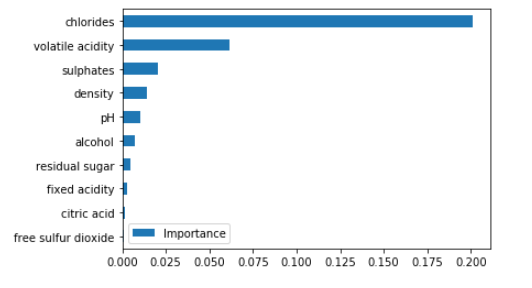 chlorides
volatile acidity
sulphates
density
pH
alcohol
residual sugar
fixed acidity
citric acid
free sulfur dioxide
Importance
0.000 0.025 0.050 0.075 0.100 0.125 0.150 0.175 0.200